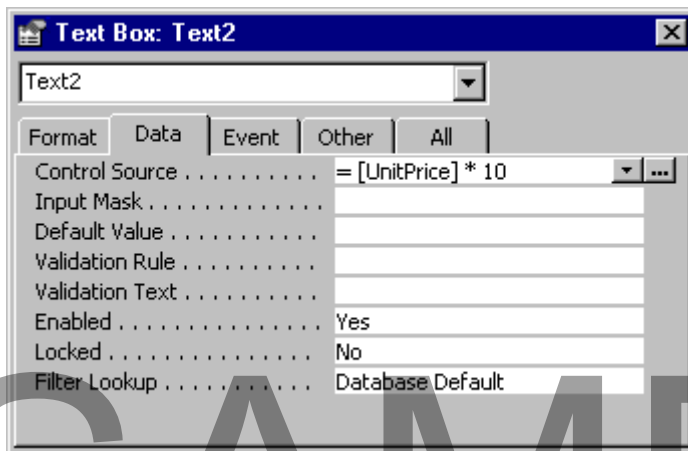 Text Box: Text2
Text2
Format Data Event Other All
Control Source . . . . . . . . . . = [UnitPrice] * 10 ...
Input Mask . . . . . . . . . . . . .
Default Value . . . . . . . . . . .
Validation Rule . . . . . . . . . .
Validation Text . . . . . . . . . .
Enabled . . . . . . . . . . . . . . . Yes
Locked . . . . . . . . . . . . . . . No
Filter Lookup . . . . . . . . . . . Database Default